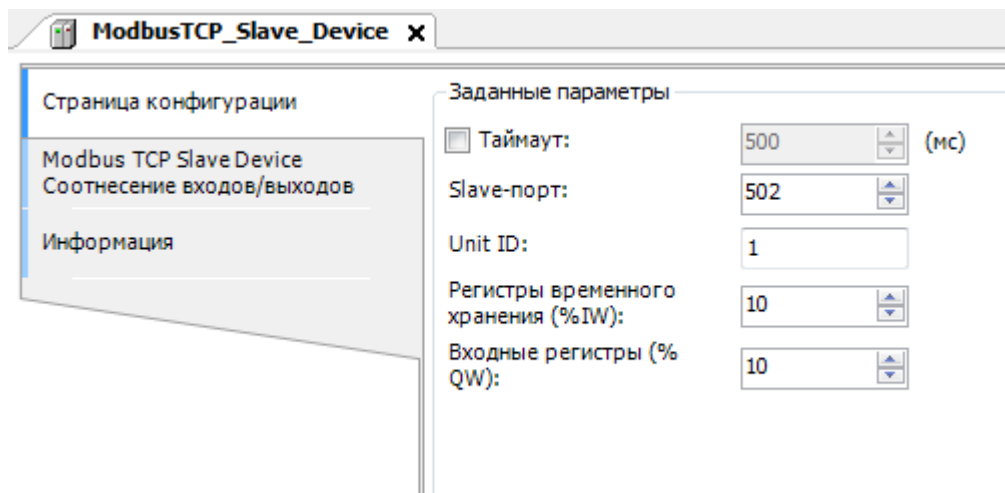 ModbusTCP_Slave_Device
Страница конфигурации
Modbus TCP Slave Device
Соотнесение входов/выходов
Информация
Заданные параметры
Таймаут: 500 (мс)
Slave-порт: 502
Unit ID: 1
Регистры временного
хранения (%IW): 10
Входные регистры (%
QW): 10